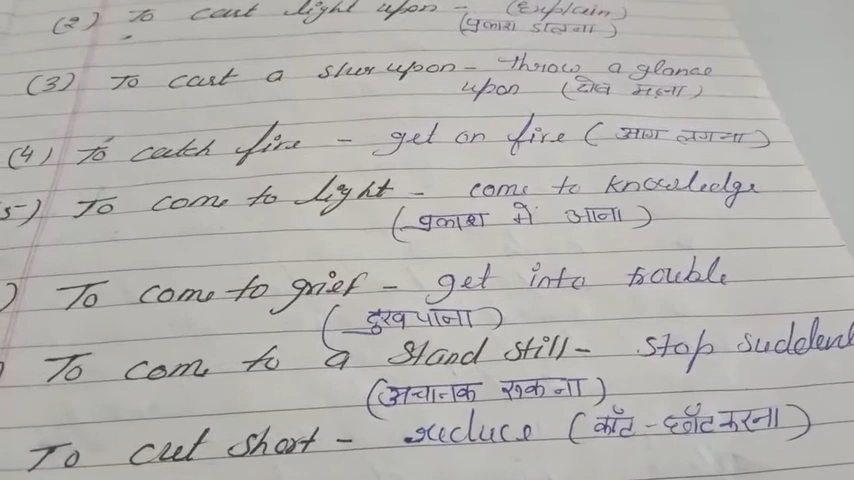 (2) To cast light upon - (Explain)
(प्रकाश डालना)
(3) To cast a slur upon - throw a glance
upon (दोष मढ़ना)
(4) To catch fire - get on fire (आग लगना)
5) To come to light - come to knowledge
(प्रकाश में आना)
) To come to grief - get into trouble
(दुख पाना)
To come to a stand still - stop sudden
(अचानक रुकना)
To cut short - reduce (काँट - छाँट करना)